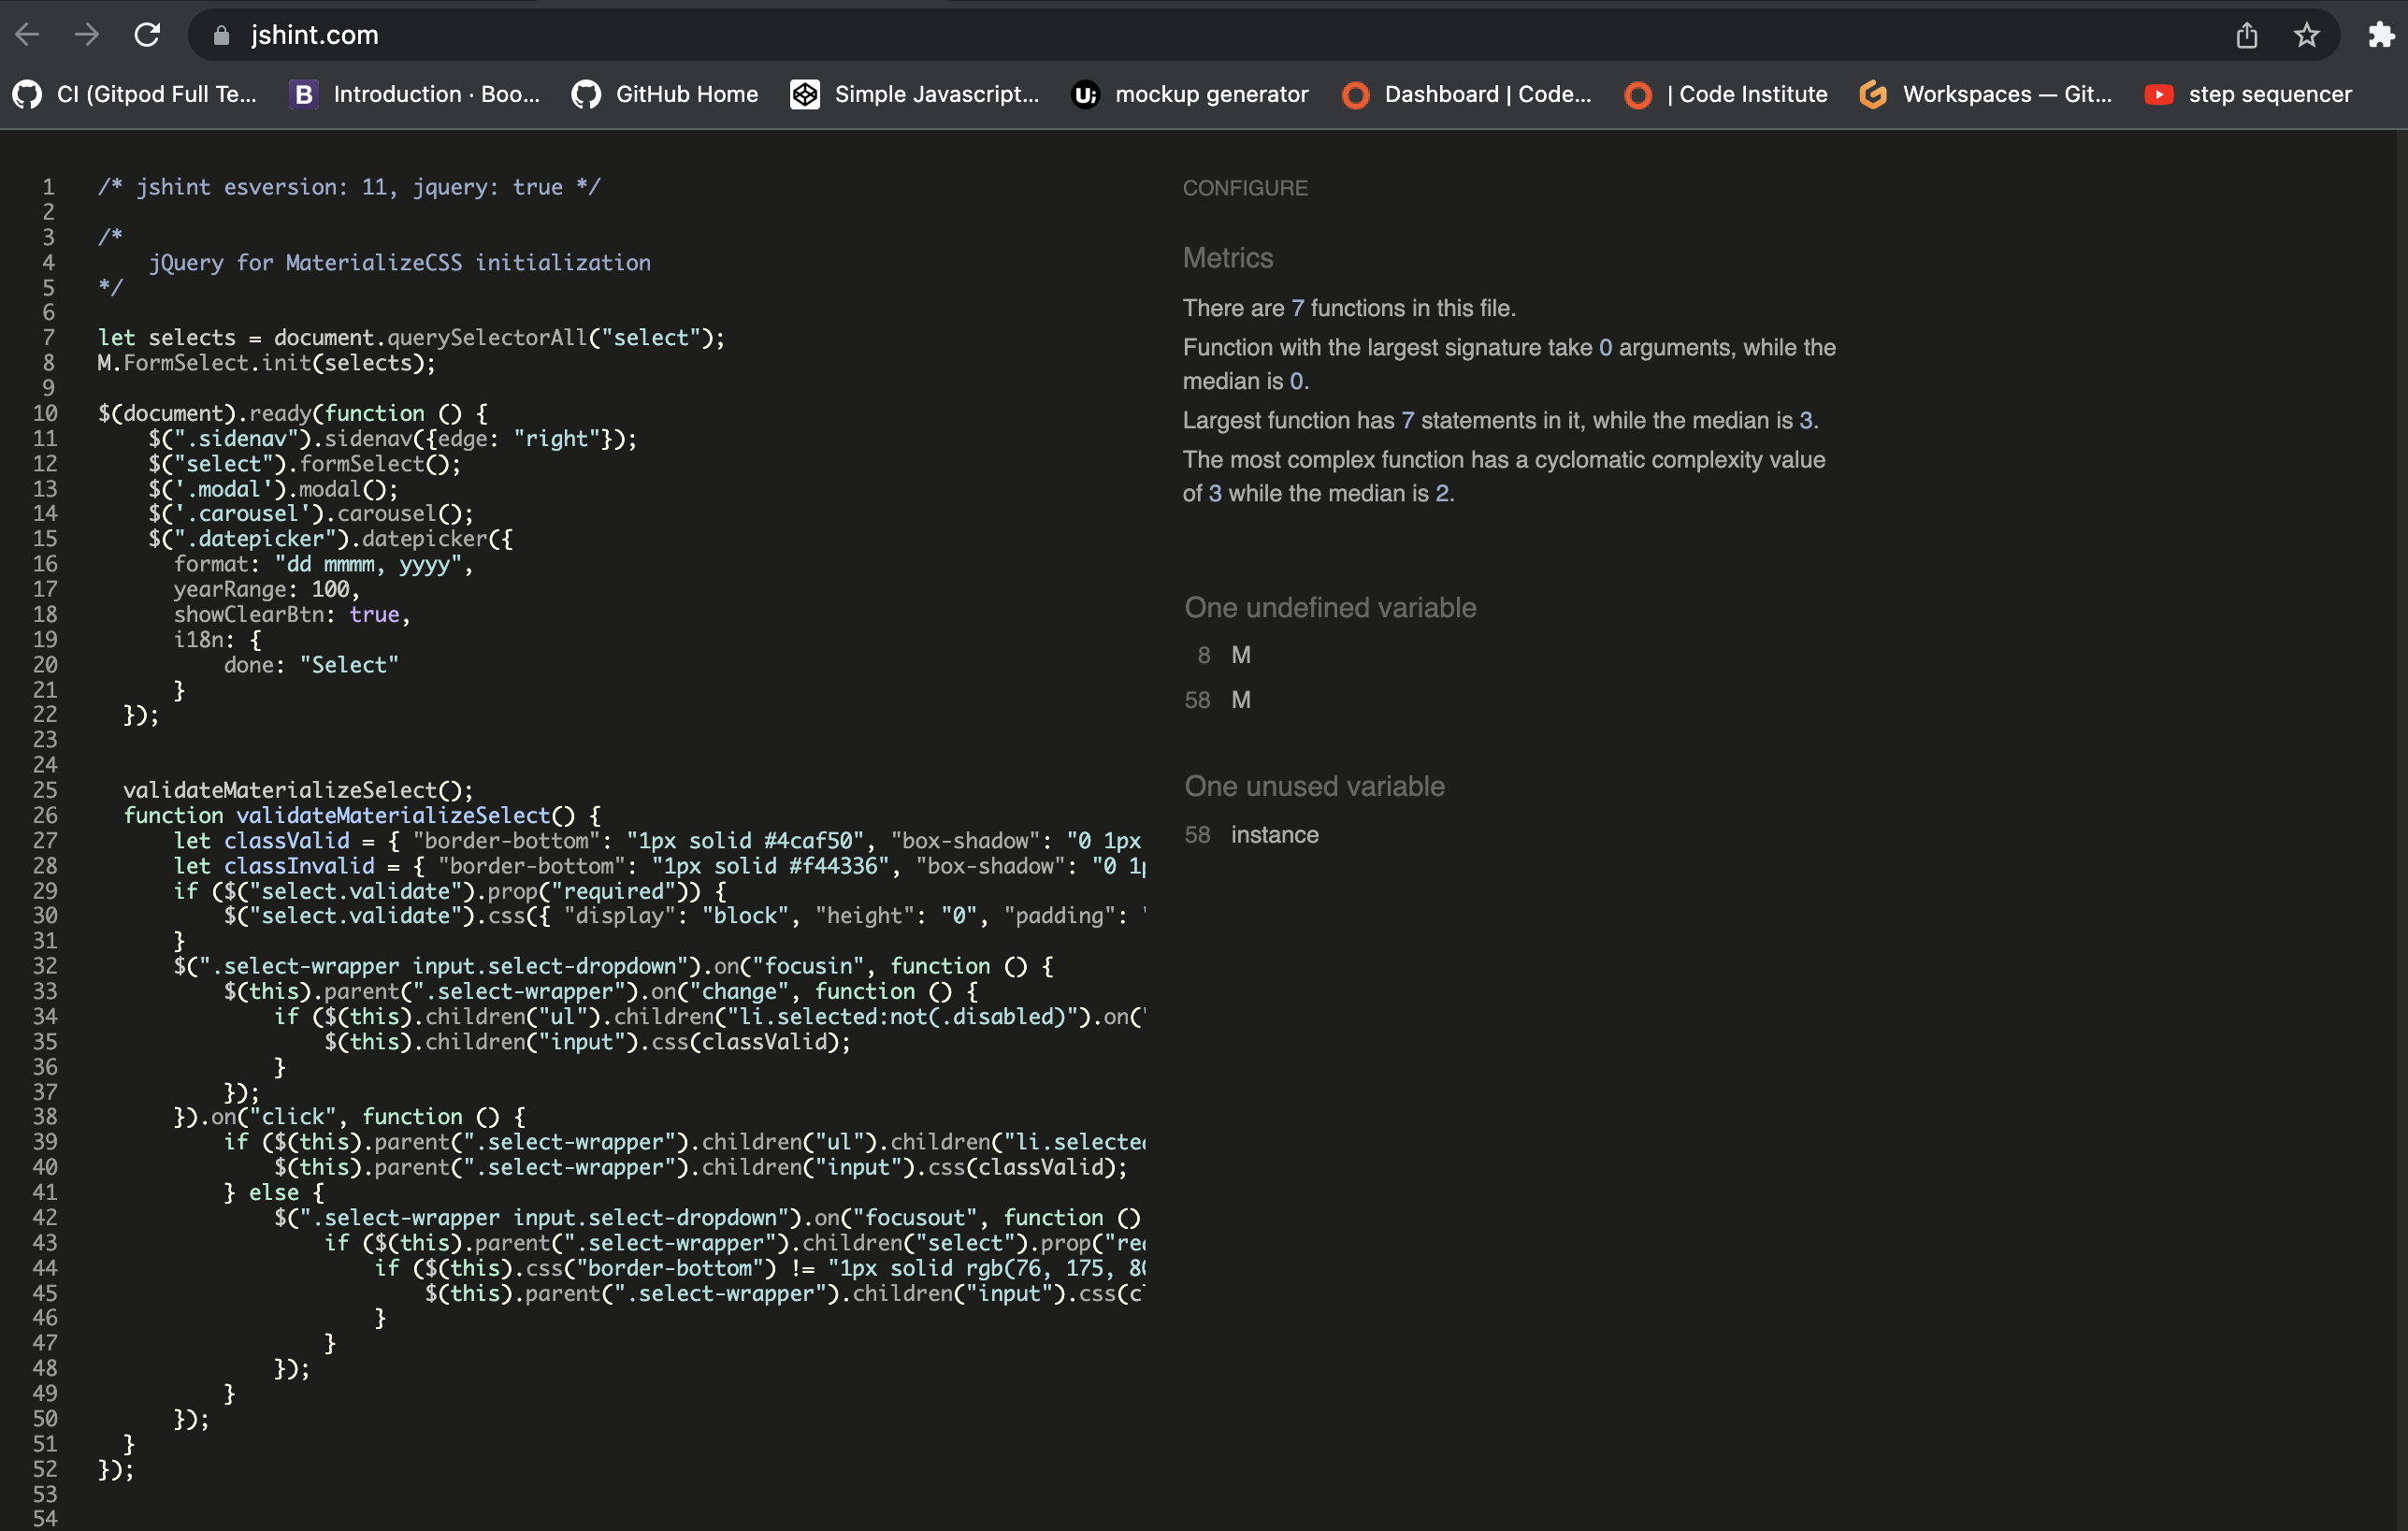 jshint.com
CI (Gitpod Full Te... Introduction · Boo... GitHub Home Simple Javascript... mockup generator Dashboard | Code... | Code Institute Workspaces — Git... step sequencer
1 /* jshint esversion: 11, jquery: true */
2
3 /*
4 jQuery for MaterializeCSS initialization
5 */
6
7 let selects = document.querySelectorAll("select");
8 M.FormSelect.init(selects);
9
10 $(document).ready(function () {
11 $(".sidenav").sidenav({edge: "right"});
12 $("select").formSelect();
13 $('.modal').modal();
14 $('.carousel').carousel();
15 $(".datepicker").datepicker({
16 format: "dd mmmm, yyyy",
17 yearRange: 100,
18 showClearBtn: true,
19 i18n: {
20 done: "Select"
21 }
22 });
23
24
25 validateMaterializeSelect();
26 function validateMaterializeSelect() {
27 let classValid = { "border-bottom": "1px solid #4caf50", "box-shadow": "0 1px
28 let classInvalid = { "border-bottom": "1px solid #f44336", "box-shadow": "0 1p
29 if ($("select.validate").prop("required")) {
30 $("select.validate").css({ "display": "block", "height": "0", "padding": "
31 }
32 $(".select-wrapper input.select-dropdown").on("focusin", function () {
33 $(this).parent(".select-wrapper").on("change", function () {
34 if ($(this).children("ul").children("li.selected:not(.disabled)").on("
35 $(this).children("input").css(classValid);
36 }
37 });
38 }).on("click", function () {
39 if ($(this).parent(".select-wrapper").children("ul").children("li.selected
40 $(this).parent(".select-wrapper").children("input").css(classValid);
41 } else {
42 $(".select-wrapper input.select-dropdown").on("focusout", function ()
43 if ($(this).parent(".select-wrapper").children("select").prop("req
44 if ($(this).css("border-bottom") != "1px solid rgb(76, 175, 80
45 $(this).parent(".select-wrapper").children("input").css(cl
46 }
47 }
48 });
49 }
50 });
51 }
52 });
53
54
CONFIGURE
Metrics
There are 7 functions in this file.
Function with the largest signature take 0 arguments, while the
median is 0.
Largest function has 7 statements in it, while the median is 3.
The most complex function has a cyclomatic complexity value
of 3 while the median is 2.
One undefined variable
8 M
58 M
One unused variable
58 instance